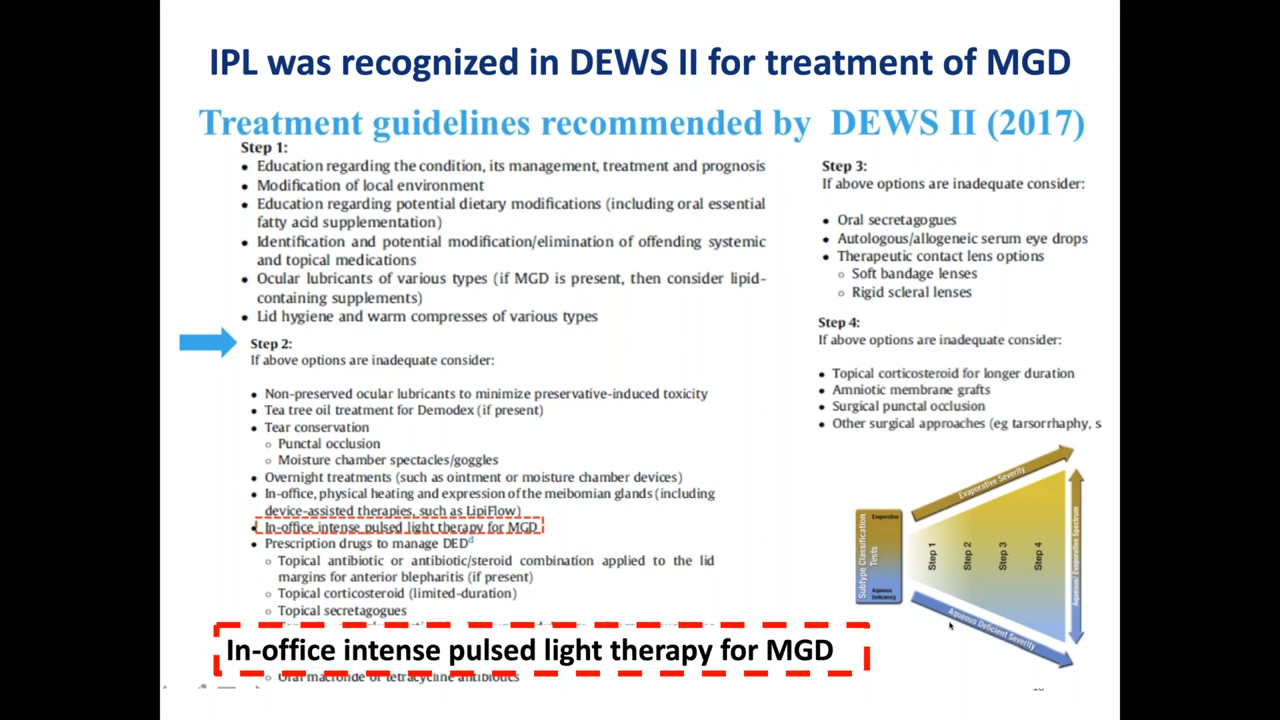 IPL was recognized in DEWS II for treatment of MGD
Treatment guidelines recommended by DEWS II (2017)
Step 1:
• Education regarding the condition, its management, treatment and prognosis
• Modification of local environment
• Education regarding potential dietary modifications (including oral essential
fatty acid supplementation)
• Identification and potential modification/elimination of offending systemic
and topical medications
• Ocular lubricants of various types (if MGD is present, then consider lipid-
containing supplements)
• Lid hygiene and warm compresses of various types
Step 2:
If above options are inadequate consider:
• Non-preserved ocular lubricants to minimize preservative-induced toxicity
• Tea tree oil treatment for Demodex (if present)
• Tear conservation
○ Punctal occlusion
○ Moisture chamber spectacles/goggles
• Overnight treatments (such as ointment or moisture chamber devices)
• In-office, physical heating and expression of the meibomian glands (including
device-assisted therapies, such as LipiFlow)
• In-office intense pulsed light therapy for MGD
• Prescription drugs to manage DEDd
○ Topical antibiotic or antibiotic/steroid combination applied to the lid
margins for anterior blepharitis (if present)
○ Topical corticosteroid (limited-duration)
○ Topical secretagogues
In-office intense pulsed light therapy for MGD
○ Oral macrolide or tetracycline antibiotics
Step 3:
If above options are inadequate consider:
• Oral secretagogues
• Autologous/allogeneic serum eye drops
• Therapeutic contact lens options
○ Soft bandage lenses
○ Rigid scleral lenses
Step 4:
If above options are inadequate consider:
• Topical corticosteroid for longer duration
• Amniotic membrane grafts
• Surgical punctal occlusion
• Other surgical approaches (eg tarsorrhaphy, s
Subtype Classification
Tests
Evaporative
Aqueous
Deficiency
Evaporative Severity
Step 1
Step 2
Step 3
Step 4
Aqueous Deficient Severity
Aqueous / Evaporative Spectrum